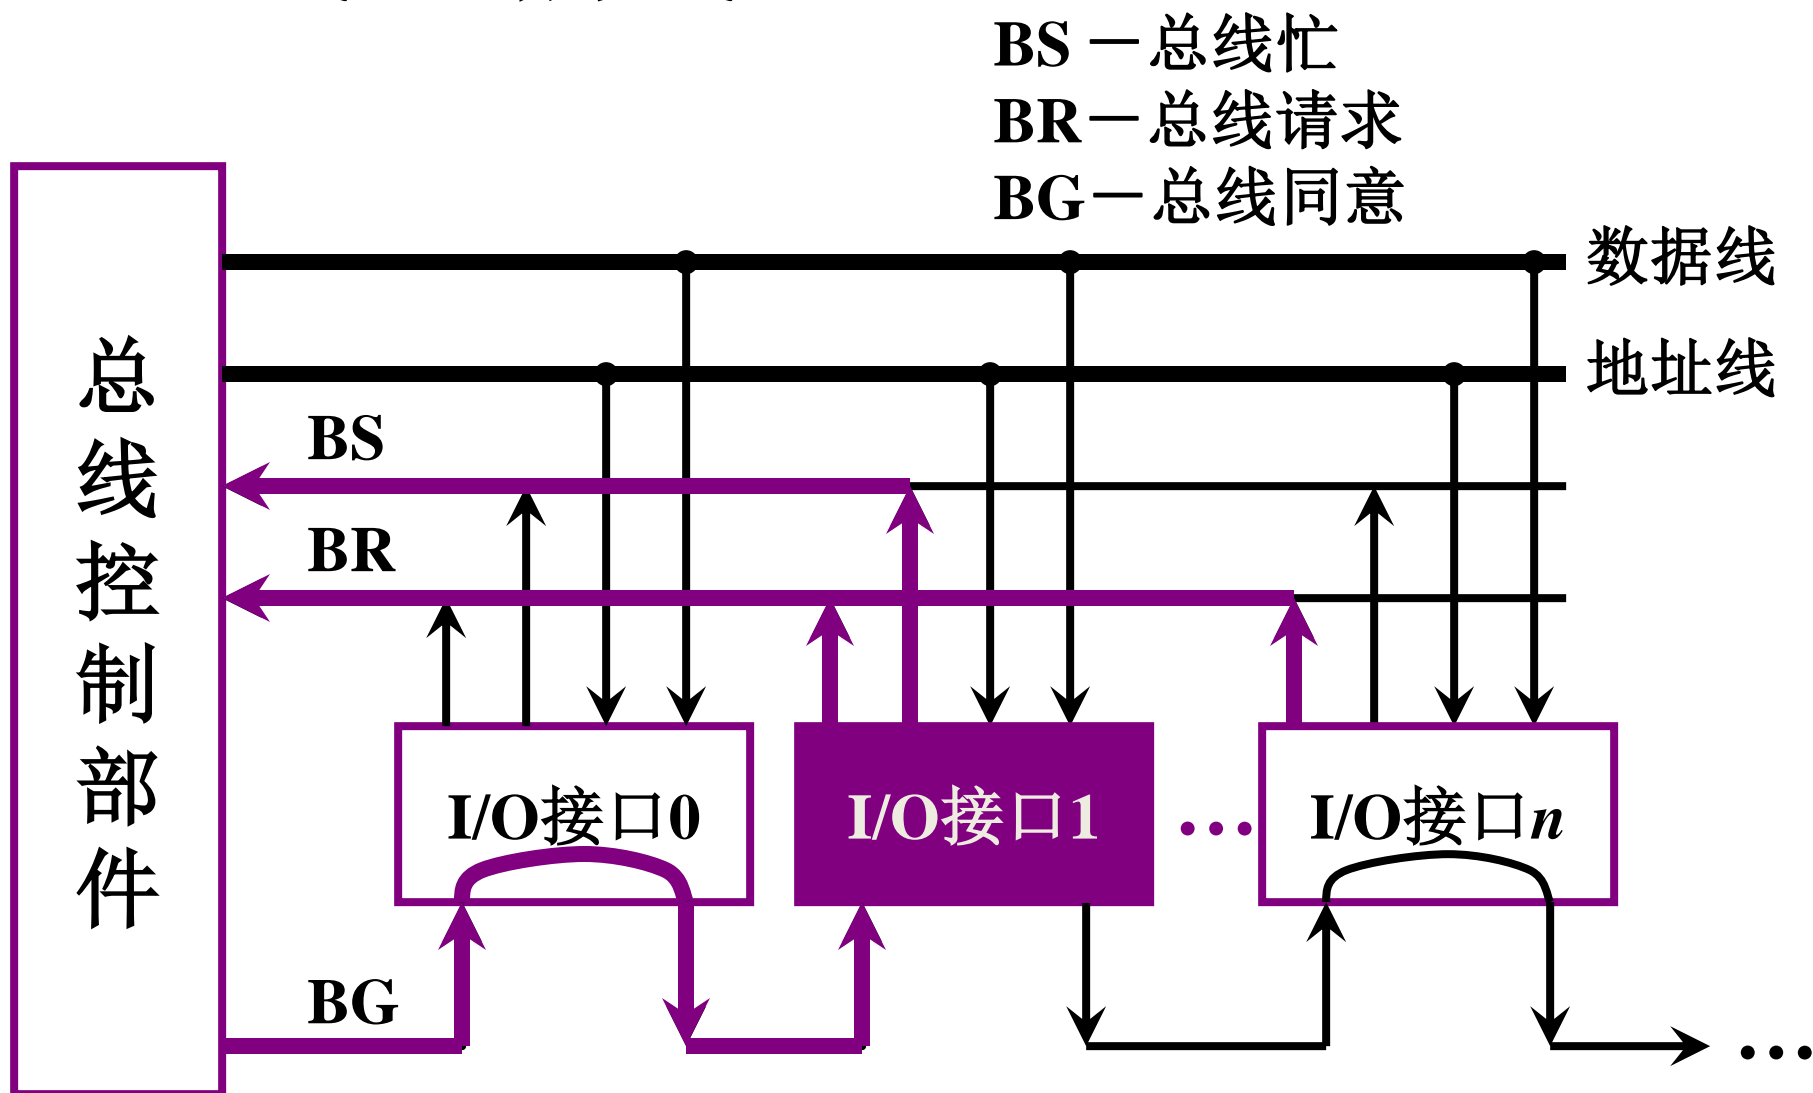 BS－总线忙
BR－总线请求
BG－总线同意
数据线
地址线
总线控制部件
BS
BR
I/O接口0
I/O接口1
…
I/O接口n
BG
…